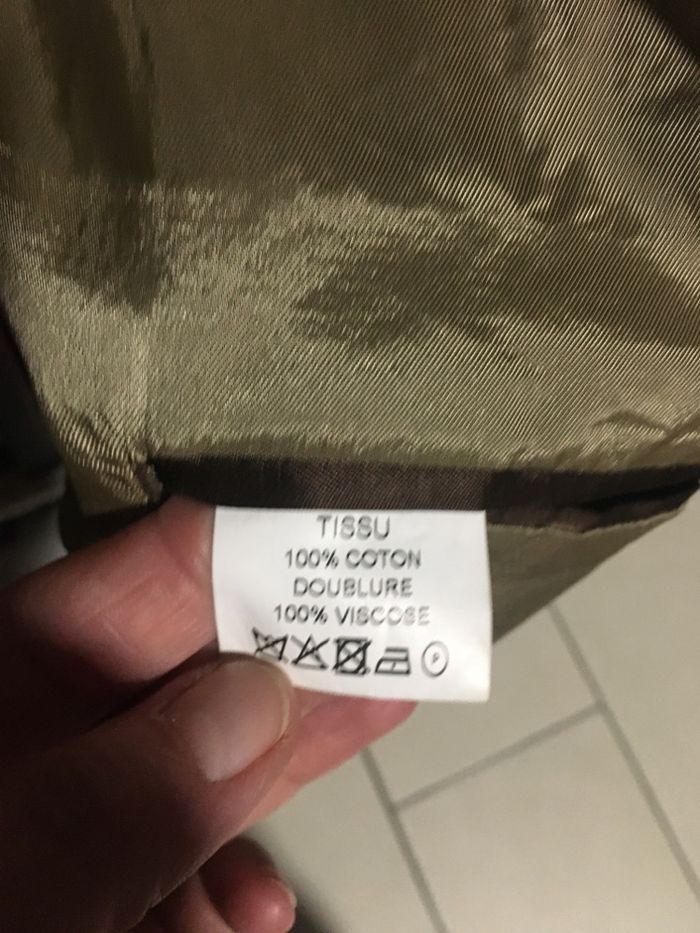 TISSU
100% COTON
DOUBLURE
100% VISCOSE
P